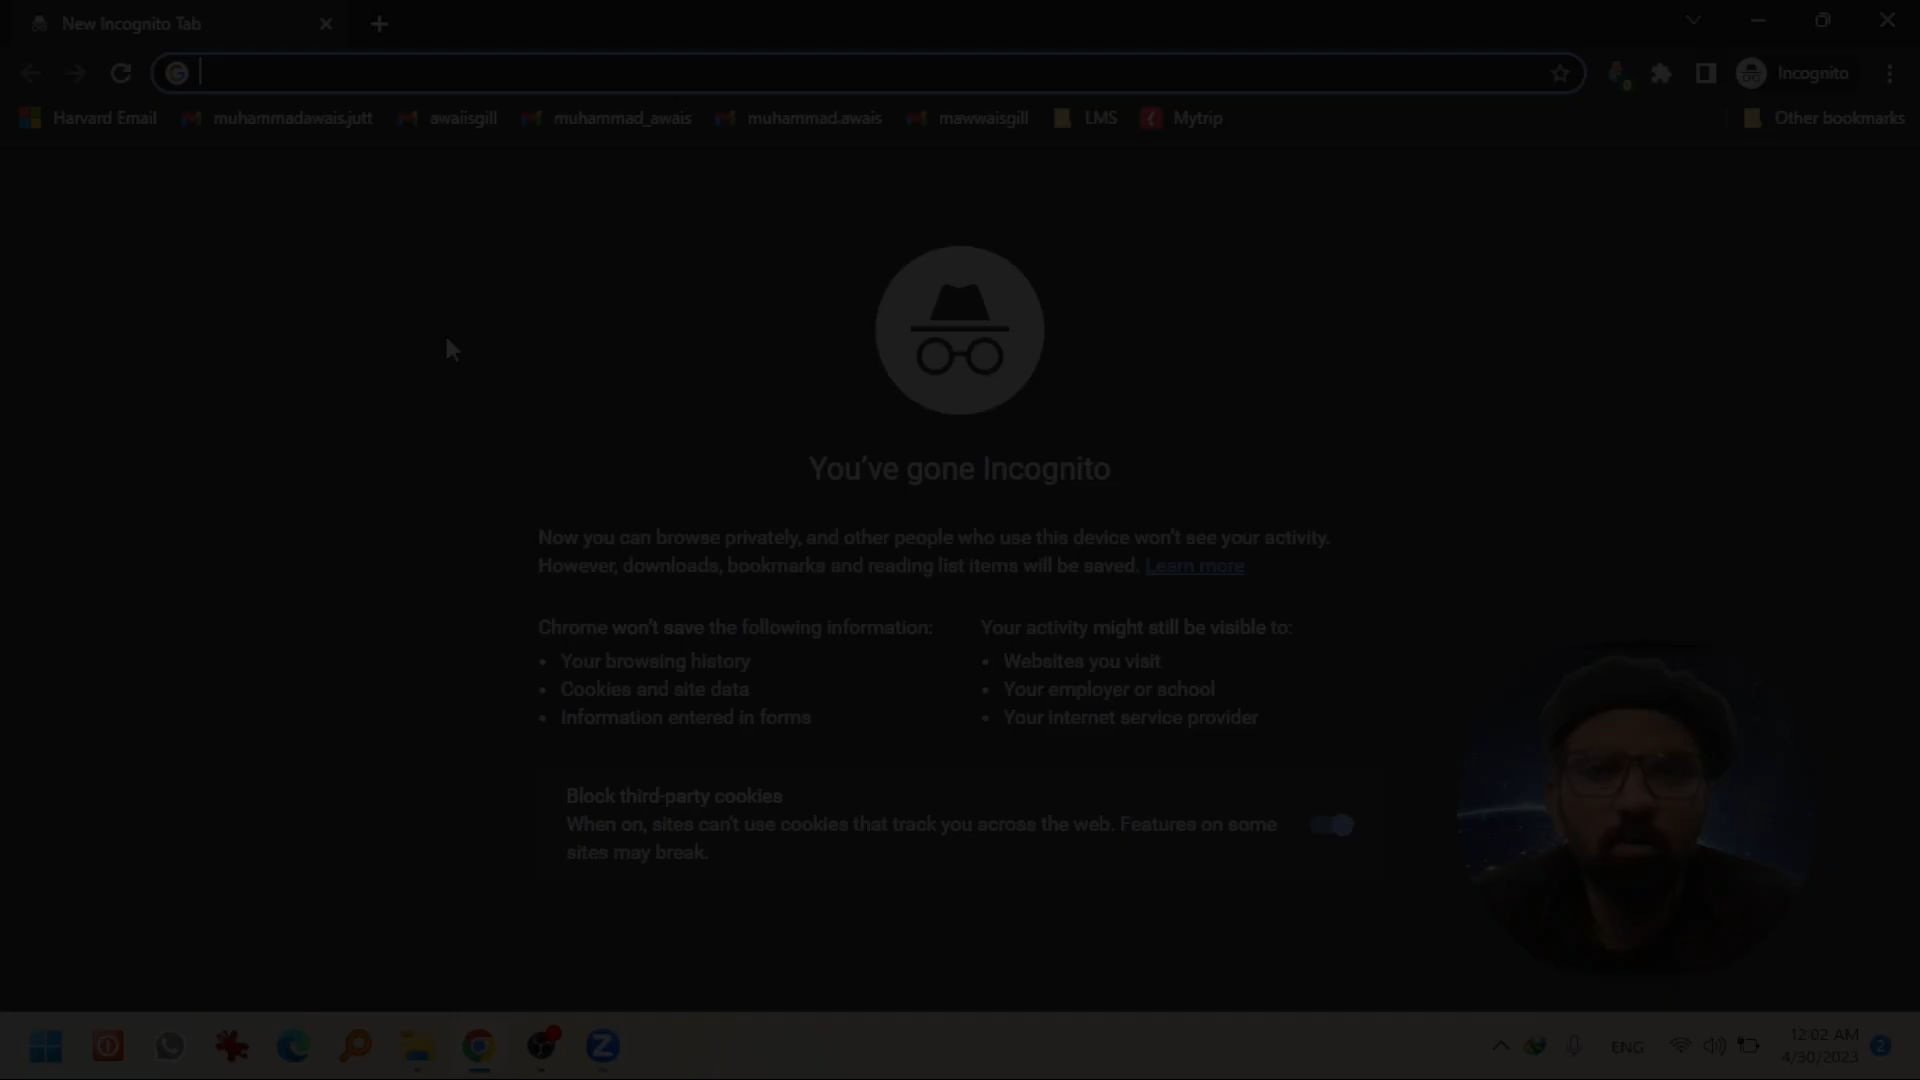 New Incognito Tab
Incognito
Harvard Email
muhammadawais.jutt
awaiisgill
muhammad_awais
muhammad.awais
mawwaisgill
LMS
Mytrip
Other bookmarks
You've gone Incognito
Now you can browse privately, and other people who use this device won't see your activity.
However, downloads, bookmarks and reading list items will be saved. Learn more
Chrome won't save the following information:
Your browsing history
Cookies and site data
Information entered in forms
Your activity might still be visible to:
Websites you visit
Your employer or school
Your internet service provider
Block third-party cookies
When on, sites can't use cookies that track you across the web. Features on some
sites may break.
ENG
12:02 AM
4/30/2023
2